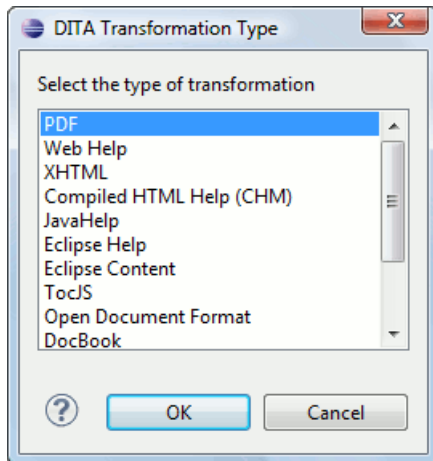 DITA Transformation Type
Select the type of transformation
PDF
Web Help
XHTML
Compiled HTML Help (CHM)
JavaHelp
Eclipse Help
Eclipse Content
TocJS
Open Document Format
DocBook
?
OK
Cancel